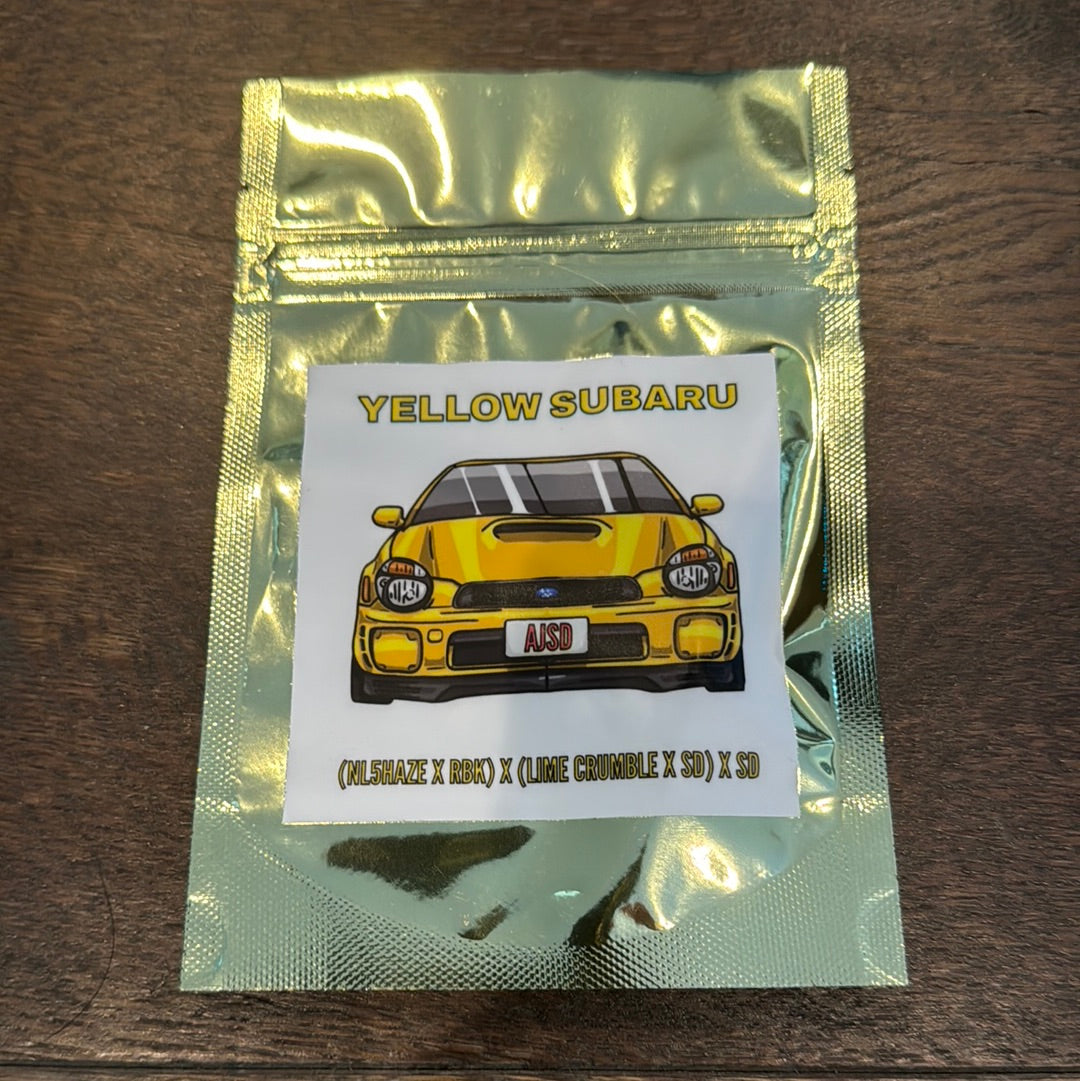 YELLOW SUBARU
AJSD
(NL5HAZE X RBK) X (LIME CRUMBLE X SD) X SD